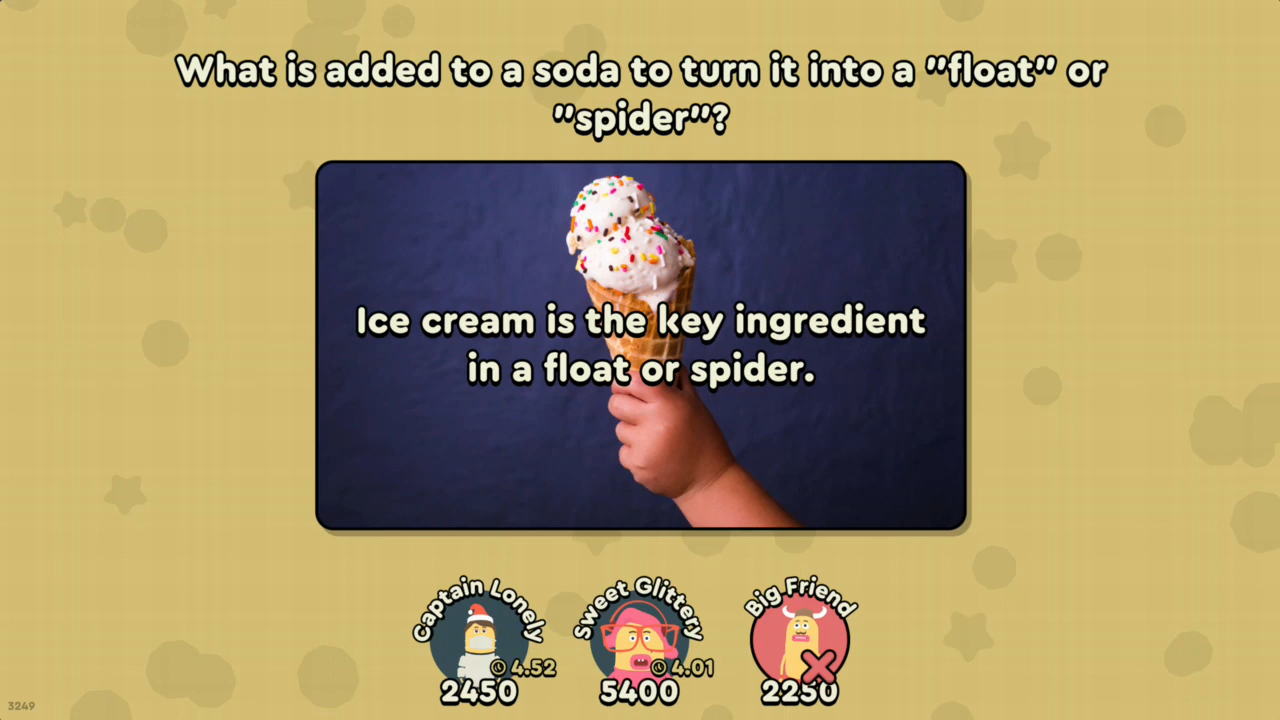 What is added to a soda to turn it into a "float" or
"spider"?
Ice cream is the key ingredient
in a float or spider.
Captain Lonely
4.52
2450
Sweet Glittery
4.01
5400
Big Friend
2250
3249